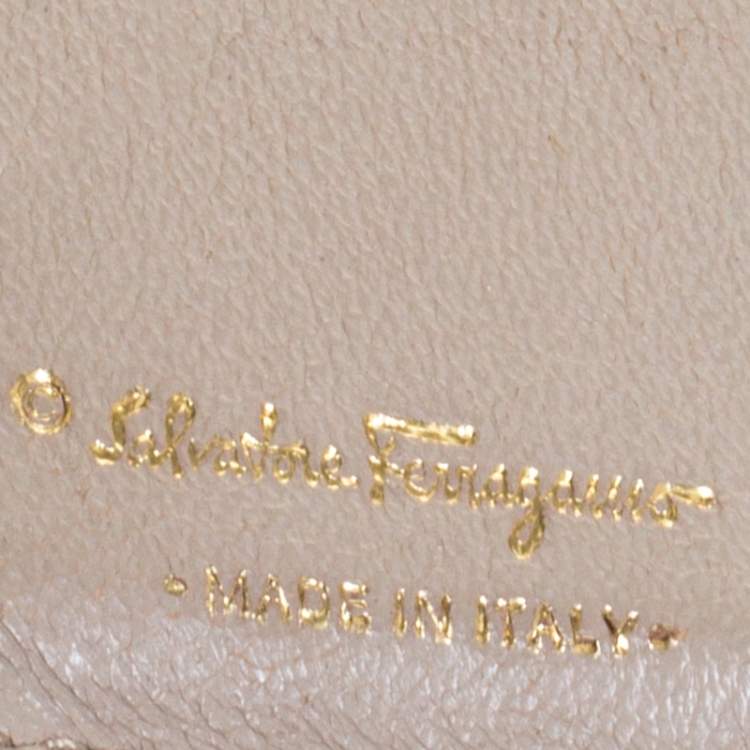 © Salvatore Ferragamo
• MADE IN ITALY •